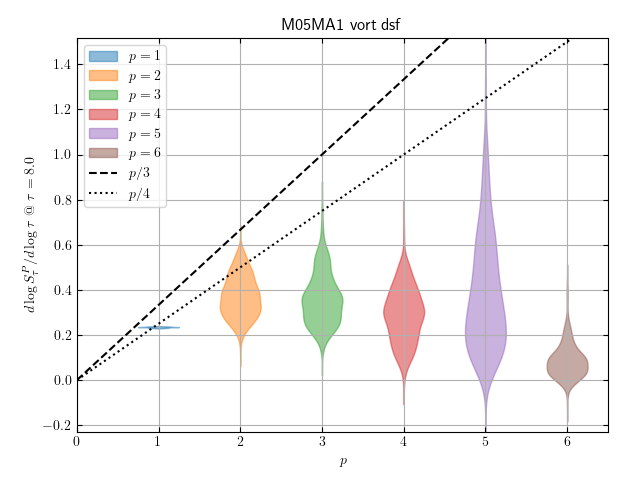 M05MA1 vort dsf
1.4
1.2
1.0
0.8
0.6
0.4
0.2
0.0
−0.2
d log S_τ^P / d log τ @ τ = 8.0
p = 1
p = 2
p = 3
p = 4
p = 5
p = 6
p/3
p/4
0 1 2 3 4 5 6
p